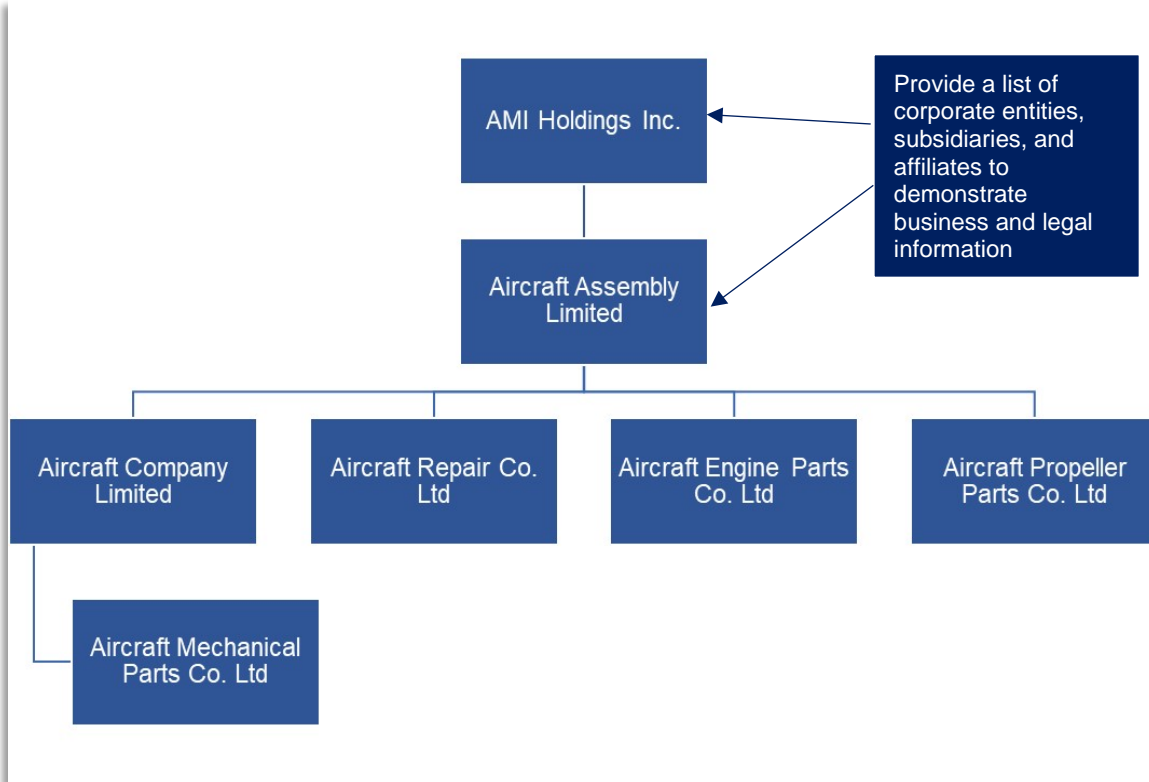 AMI Holdings Inc.
Provide a list of
corporate entities,
subsidiaries, and
affiliates to
demonstrate
business and legal
information
Aircraft Assembly
Limited
Aircraft Company
Limited
Aircraft Repair Co.
Ltd
Aircraft Engine Parts
Co. Ltd
Aircraft Propeller
Parts Co. Ltd
Aircraft Mechanical
Parts Co. Ltd